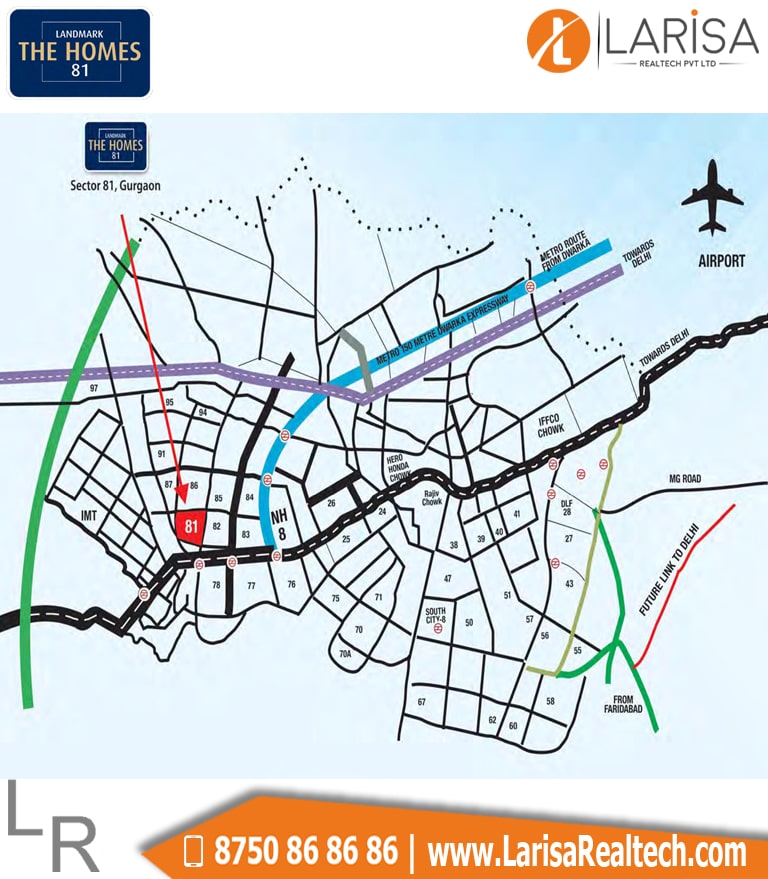 LANDMARK
THE HOMES
81
LARISA
REALTECH PVT LTD
LANDMARK
THE HOMES
81
Sector 81, Gurgaon
AIRPORT
METRO ROUTE
FROM DWARKA
TOWARDS
DELHI
METRO 150 METRE DWARKA EXPRESSWAY
TOWARDS DELHI
97
95
94
91
87
86
85
84
81
82
83
IMT
NH
8
HERO
HONDA
CHOWK
Rajiv
Chowk
IFFCO
CHOWK
MG ROAD
26
24
25
41
40
39
38
DLF
28
27
43
47
51
57
56
55
78
77
76
75
71
70
70A
SOUTH
CITY-8
50
67
62
60
58
FUTURE LINK TO DELHI
FROM
FARIDABAD
LR
8750 86 86 86 | www.LarisaRealtech.com